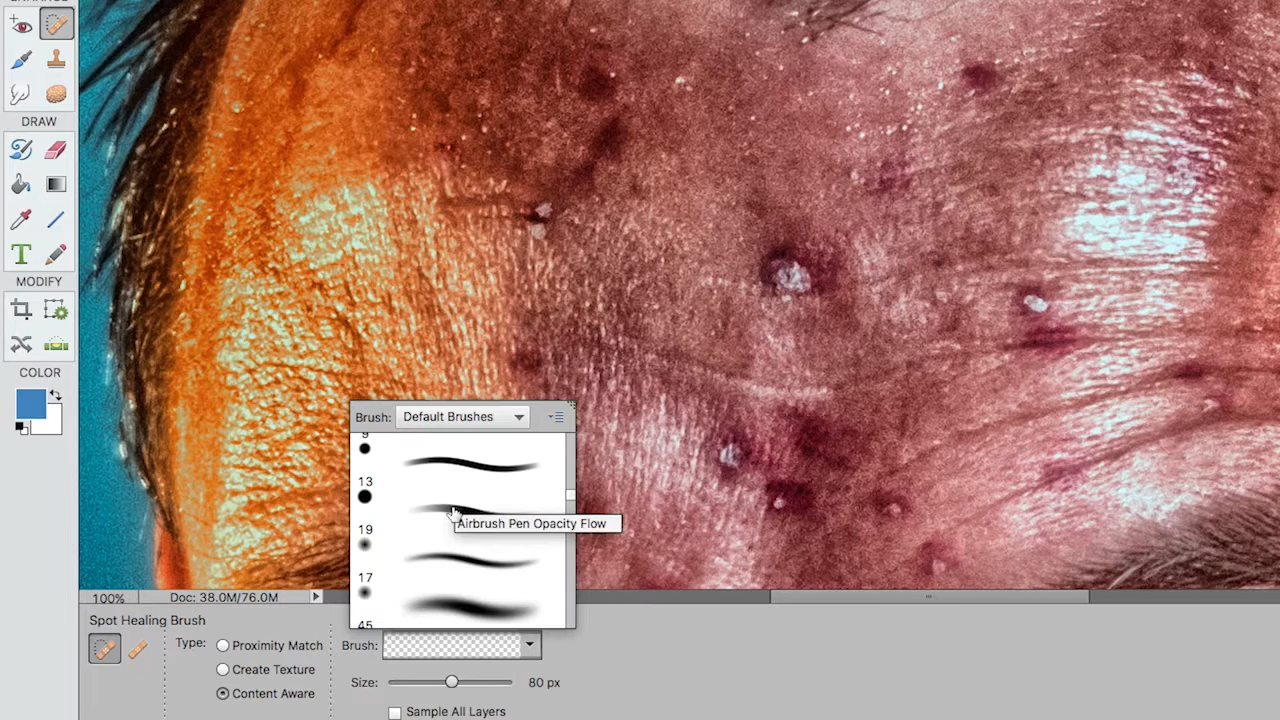 DRAW
T
MODIFY
COLOR
Brush: Default Brushes
9
13
Airbrush Pen Opacity Flow
19
17
45
100% Doc: 38.0M/76.0M
Spot Healing Brush
Type: Proximity Match
Create Texture
Content Aware
Brush:
Size: 80 px
Sample All Layers